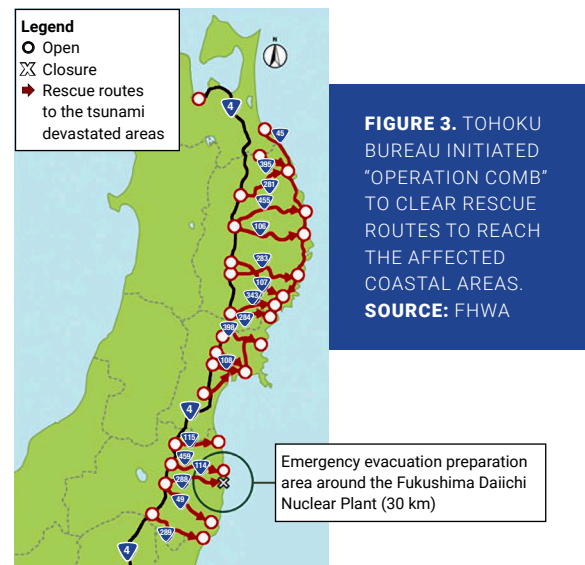 Legend
Open
Closure
Rescue routes
to the tsunami
devastated areas
N
4
45
395
281
455
106
283
107
343
284
398
108
4
115
459
114
288
49
289
4
FIGURE 3. TOHOKU
BUREAU INITIATED
"OPERATION COMB"
TO CLEAR RESCUE
ROUTES TO REACH
THE AFFECTED
COASTAL AREAS.
SOURCE: FHWA
Emergency evacuation preparation
area around the Fukushima Daiichi
Nuclear Plant (30 km)